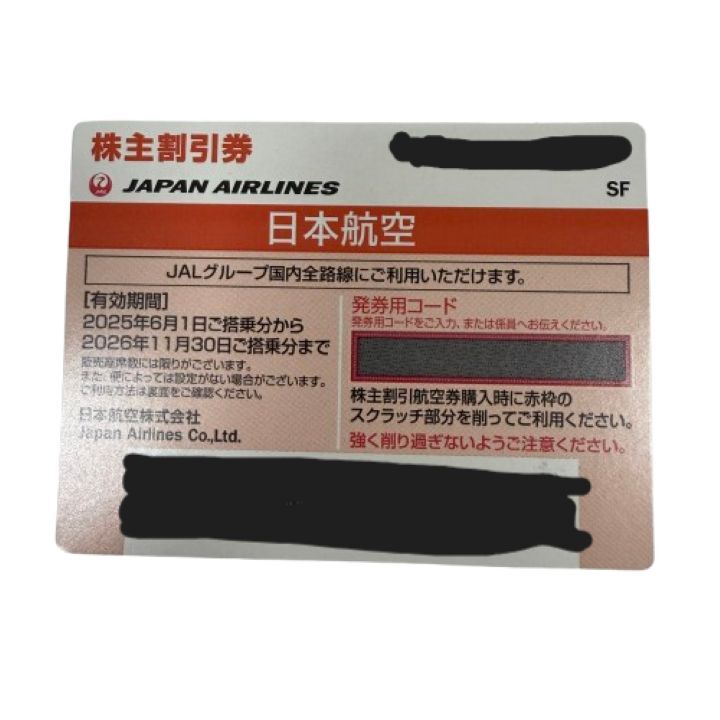 株主割引券
JAL JAPAN AIRLINES
SF
日本航空
JALグループ国内全路線にご利用いただけます。
[有効期間]
2025年6月1日ご搭乗分から
2026年11月30日ご搭乗分まで
販売座席数には限りがございます。
また、便によっては設定がない場合がございます。
ご利用方法は裏面をご確認ください。
日本航空株式会社
Japan Airlines Co.,Ltd.
発券用コード
発券用コードをご入力、または係員へお伝えください。
株主割引航空券購入時に赤枠の
スクラッチ部分を削ってご利用ください。
強く削り過ぎないようご注意ください。